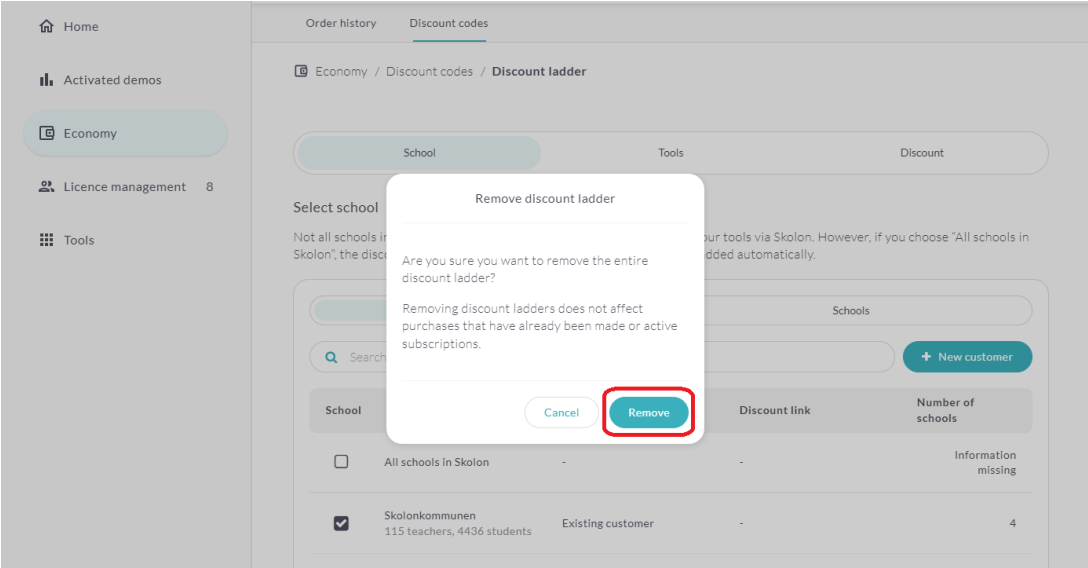 Home
Activated demos
Economy
Licence management 8
Tools
Order history Discount codes
Economy / Discount codes / Discount ladder
School Tools Discount
Select school
Not all schools in
our tools via Skolon. However, if you choose “All schools in
Skolon”, the disc
dded automatically.
Schools
Search
+ New customer
School Discount link Number of
schools
All schools in Skolon - - Information
missing
Skolonkommunen
115 teachers, 4436 students
Existing customer - 4
Remove discount ladder
Are you sure you want to remove the entire
discount ladder?
Removing discount ladders does not affect
purchases that have already been made or active
subscriptions.
Cancel Remove